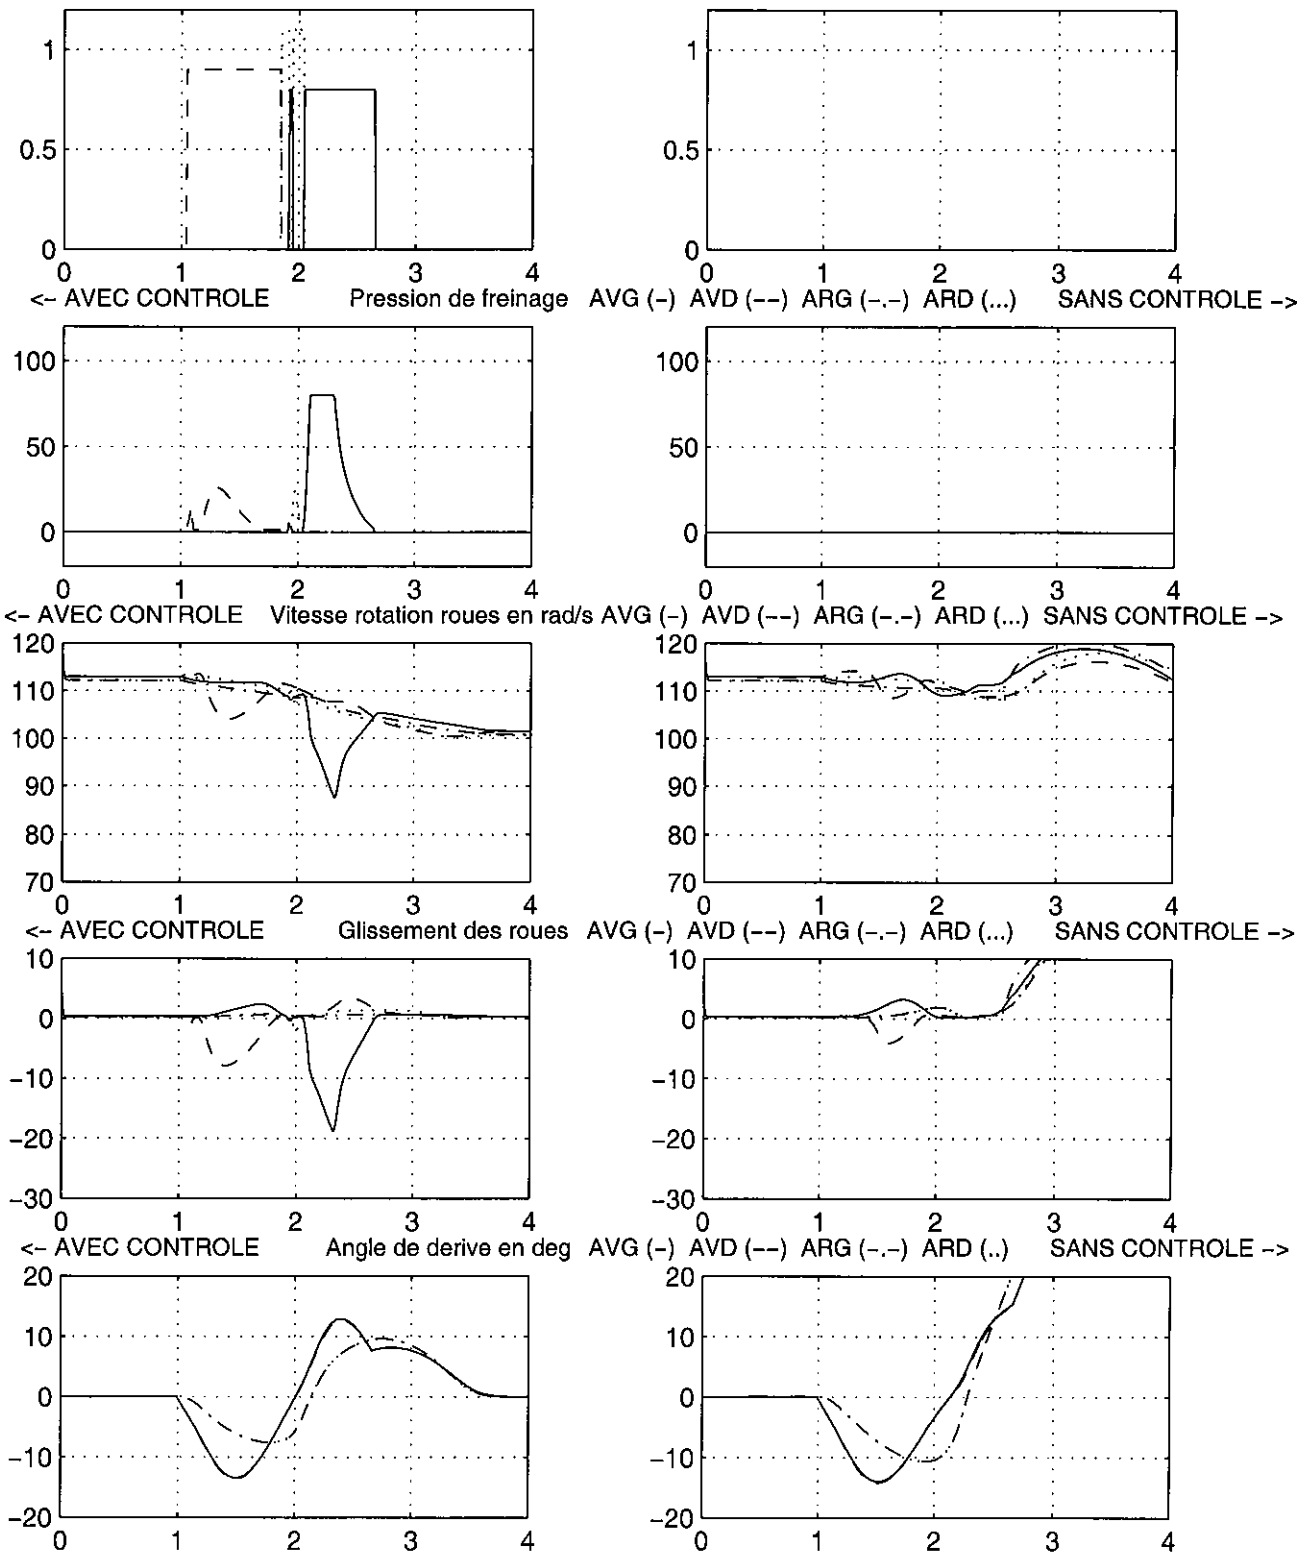 1 1
0.5 0.5
0 0
0 1 2 3 4 0 1 2 3 4
<- AVEC CONTROLE Pression de freinage AVG (-) AVD (--) ARG (-.-) ARD (...) SANS CONTROLE ->
100 100
50 50
0 0
0 1 2 3 4 0 1 2 3 4
<- AVEC CONTROLE Vitesse rotation roues en rad/s AVG (-) AVD (--) ARG (-.-) ARD (...) SANS CONTROLE ->
120 120
110 110
100 100
90 90
80 80
70 70
0 1 2 3 4 0 1 2 3 4
<- AVEC CONTROLE Glissement des roues AVG (-) AVD (--) ARG (-.-) ARD (...) SANS CONTROLE ->
10 10
0 0
-10 -10
-20 -20
-30 -30
0 1 2 3 4 0 1 2 3 4
<- AVEC CONTROLE Angle de derive en deg AVG (-) AVD (--) ARG (-.-) ARD (..) SANS CONTROLE ->
20 20
10 10
0 0
-10 -10
-20 -20
0 1 2 3 4 0 1 2 3 4